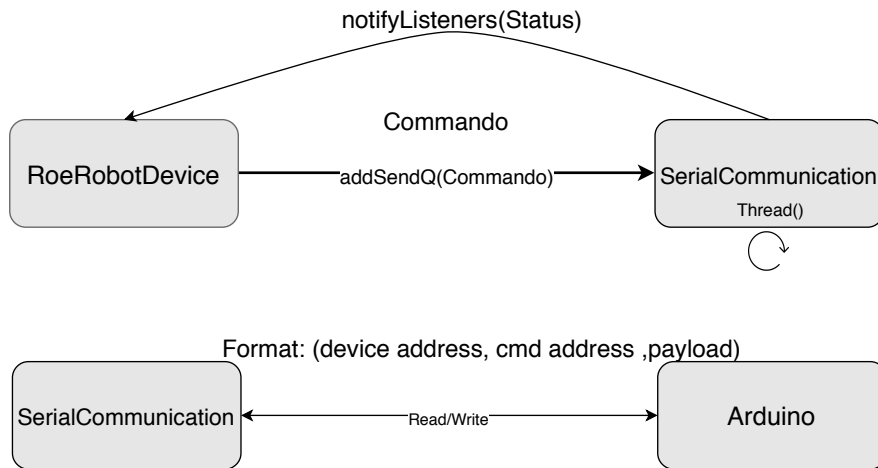 notifyListeners(Status)
Commando
RoeRobotDevice
addSendQ(Commando)
SerialCommunication
Thread()
Format: (device address, cmd address ,payload)
SerialCommunication
Read/Write
Arduino